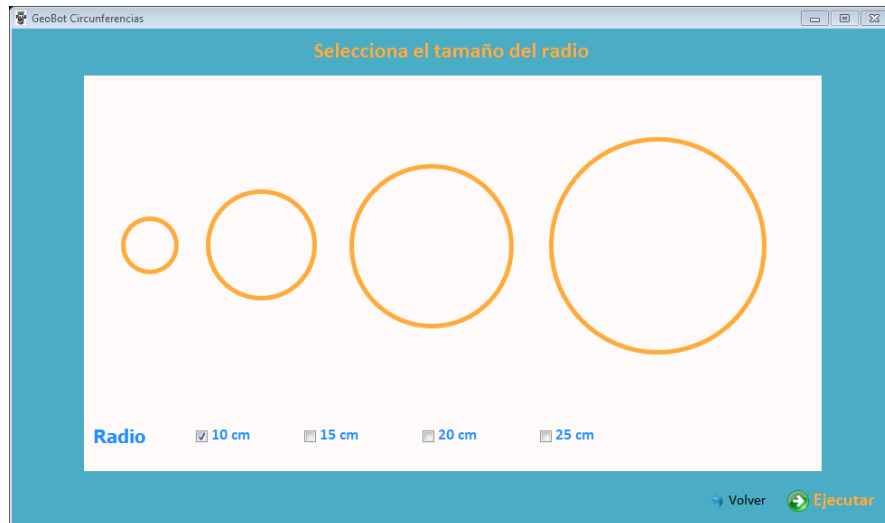 GeoBot Circunferencias
Selecciona el tamaño del radio
Radio 10 cm 15 cm 20 cm 25 cm
Volver Ejecutar